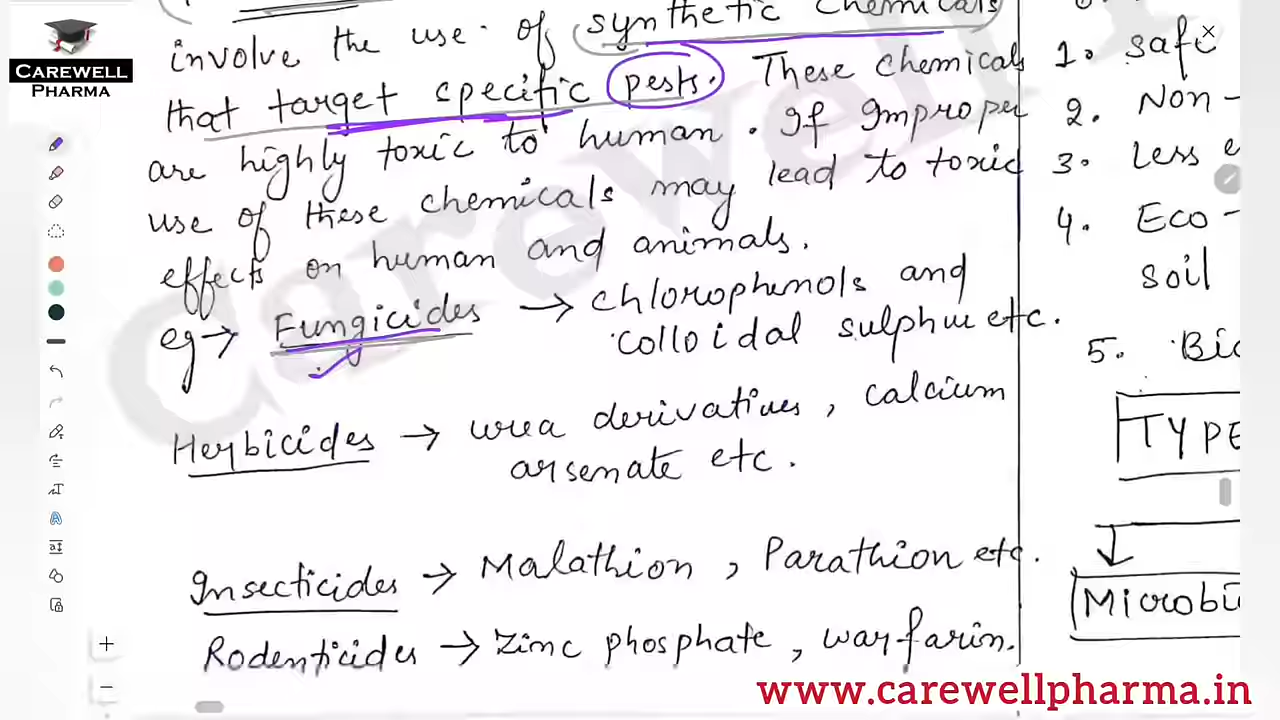 CAREWELL
PHARMA
involve the use of synthetic chemicals
that target specific pests. These chemicals
are highly toxic to human. If Improper
use of these chemicals may lead to toxic
effects on human and animals.
eg → Fungicides → chlorophenols and
colloidal sulphur etc.
Herbicides → urea derivatives, calcium
arsenate etc.
Insecticides → Malathion, Parathion etc.
Rodenticides → Zinc phosphate, warfarin.
1. Safe
2. Non-
3. Less e
4. Eco-
soil
5. Bio
TYPE
Microbi
carewell
www.carewellpharma.in